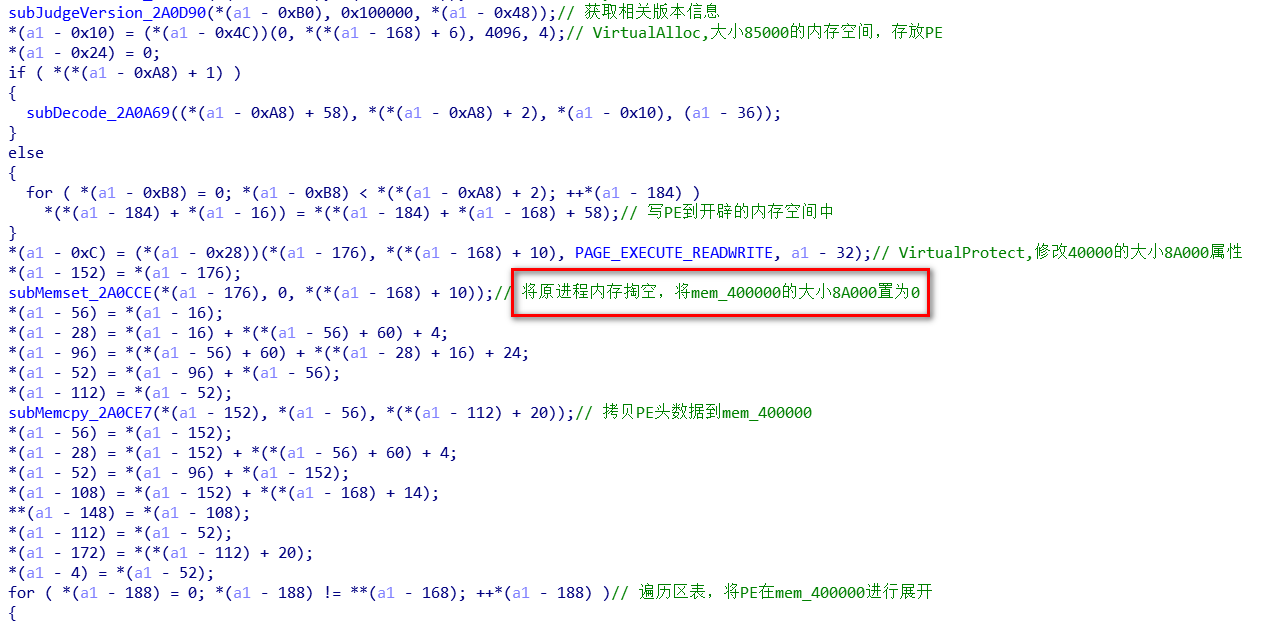 subJudgeVersion_2A0D90(*(a1 - 0xB0), 0x100000, *(a1 - 0x48));// 获取相关版本信息
*(a1 - 0x10) = (*(a1 - 0x4C))(0, *(*(a1 - 168) + 6), 4096, 4);// VirtualAlloc,大小85000的内存空间，存放PE
*(a1 - 0x24) = 0;
if ( *(*(a1 - 0xA8) + 1) )
{
subDecode_2A0A69((*(a1 - 0xA8) + 58), *(*(a1 - 0xA8) + 2), *(a1 - 0x10), (a1 - 36));
}
else
{
for ( *(a1 - 0xB8) = 0; *(a1 - 0xB8) < *(*(a1 - 0xA8) + 2); ++*(a1 - 184) )
*(*(a1 - 184) + *(a1 - 16)) = *(*(a1 - 184) + *(a1 - 168) + 58);// 写PE到开辟的内存空间中
}
*(a1 - 0xC) = (*(a1 - 0x28))(*(a1 - 176), *(*(a1 - 168) + 10), PAGE_EXECUTE_READWRITE, a1 - 32);// VirtualProtect,修改40000的大小8A000属性
*(a1 - 152) = *(a1 - 176);
subMemset_2A0CCE(*(a1 - 176), 0, *(*(a1 - 168) + 10));// 将原进程内存掏空，将mem_400000的大小8A000置为0
*(a1 - 56) = *(a1 - 16);
*(a1 - 28) = *(a1 - 16) + *(*(a1 - 56) + 60) + 4;
*(a1 - 96) = *(*(a1 - 56) + 60) + *(*(a1 - 28) + 16) + 24;
*(a1 - 52) = *(a1 - 96) + *(a1 - 56);
*(a1 - 112) = *(a1 - 52);
subMemcpy_2A0CE7(*(a1 - 152), *(a1 - 56), *(*(a1 - 112) + 20));// 拷贝PE头数据到mem_400000
*(a1 - 56) = *(a1 - 152);
*(a1 - 28) = *(a1 - 152) + *(*(a1 - 56) + 60) + 4;
*(a1 - 52) = *(a1 - 96) + *(a1 - 152);
*(a1 - 108) = *(a1 - 152) + *(*(a1 - 168) + 14);
**(a1 - 148) = *(a1 - 108);
*(a1 - 112) = *(a1 - 52);
*(a1 - 172) = *(*(a1 - 112) + 20);
*(a1 - 4) = *(a1 - 52);
for ( *(a1 - 188) = 0; *(a1 - 188) != **(a1 - 168); ++*(a1 - 188) )// 遍历区表，将PE在mem_400000进行展开
{